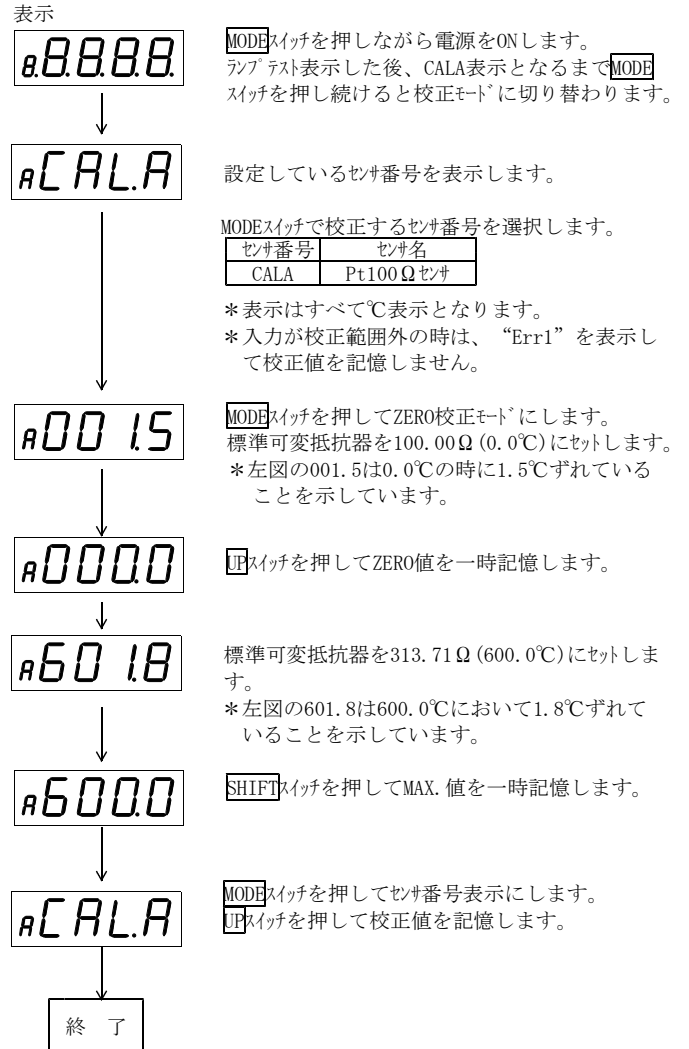 表示
8.8.8.8.8.
MODEスイッチを押しながら電源をONします。
ランプテスト表示した後、CALA表示となるまでMODE
スイッチを押し続けると校正モードに切り替わります。
A CAL.A
設定しているセンサ番号を表示します。
MODEスイッチで校正するセンサ番号を選択します。
センサ番号 センサ名
CALA Pt100Ωセンサ
＊表示はすべて℃表示となります。
＊入力が校正範囲外の時は、“Err1”を表示し
て校正値を記憶しません。
A 001.5
MODEスイッチを押してZERO校正モードにします。
標準可変抵抗器を100.00Ω(0.0℃)にセットします。
＊左図の001.5は0.0℃の時に1.5℃ずれている
ことを示しています。
A 000.0
UPスイッチを押してZERO値を一時記憶します。
A 601.8
標準可変抵抗器を313.71Ω(600.0℃)にセットしま
す。
＊左図の601.8は600.0℃において1.8℃ずれて
いることを示しています。
A 600.0
SHIFTスイッチを押してMAX.値を一時記憶します。
A CAL.A
MODEスイッチを押してセンサ番号表示にします。
UPスイッチを押して校正値を記憶します。
終 了